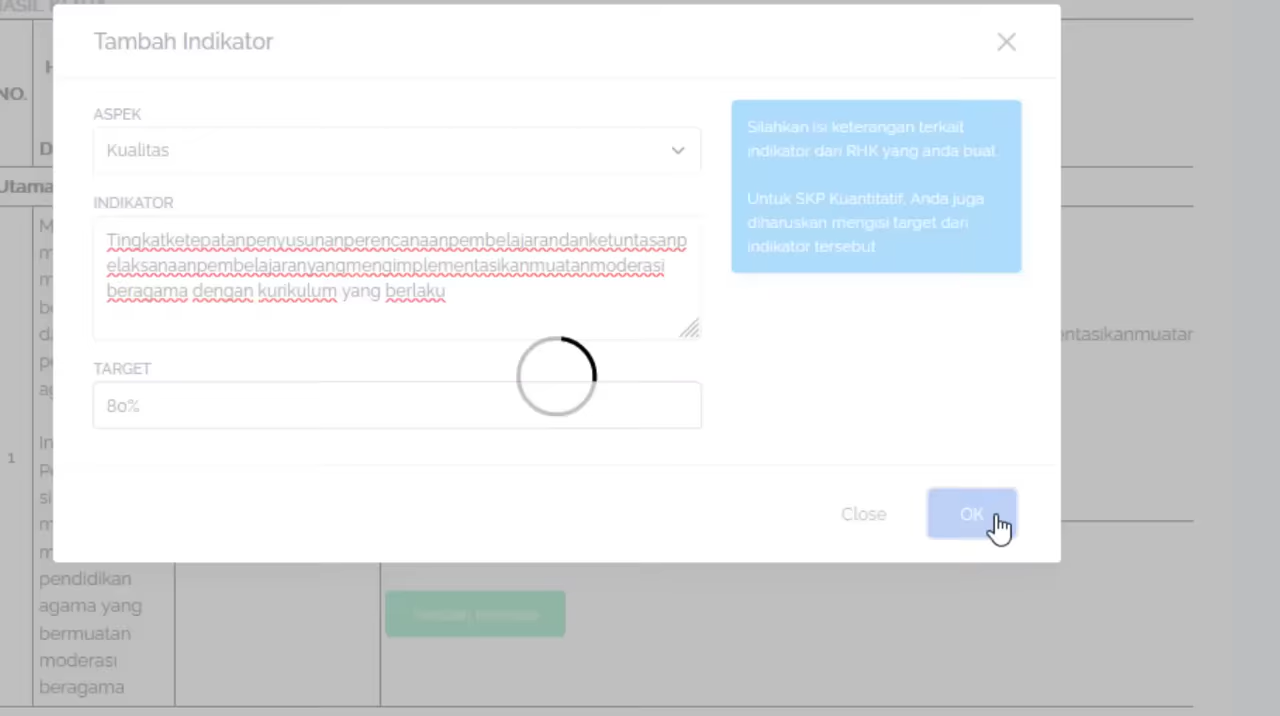 Tambah Indikator
NO.
ASPEK
Kualitas
Silahkan isi keterangan terkait
indikator dari RHK yang anda buat.
Untuk SKP Kuantitatif, Anda juga
diharuskan mengisi target dari
indikator tersebut
Utama
INDIKATOR
Tingkatketepatanpenyusunanperencanaanpembelajarandanketuntasanp
elaksanaanpembelajaranyangmengimplementasikanmuatanmoderasi
beragama dengan kurikulum yang berlaku
TARGET
80%
1
Close
OK
pendidikan
agama yang
bermuatan
moderasi
beragama